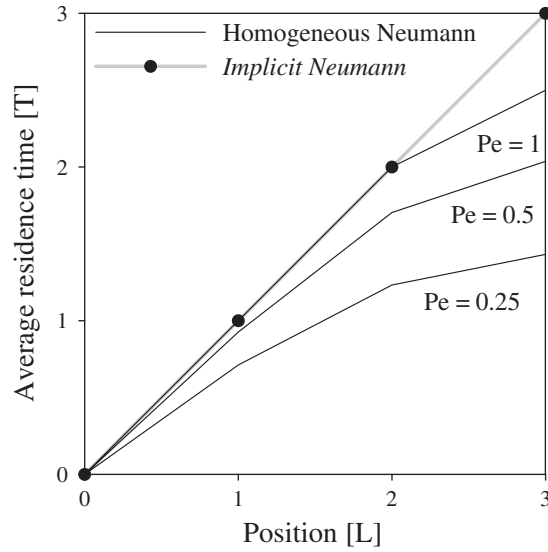 3
Homogeneous Neumann
Implicit Neumann
Pe = 1
2
Pe = 0.5
Pe = 0.25
1
0
0
1
2
3
Position [L]
Average residence time [T]